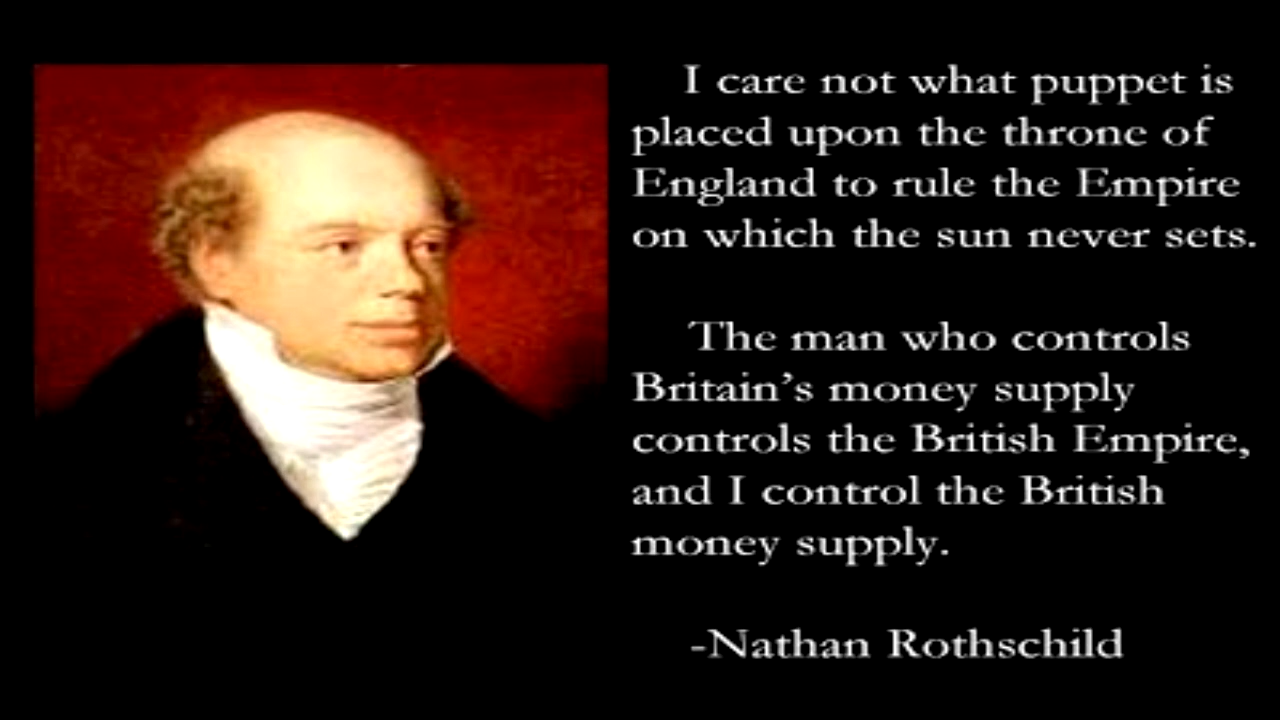 I care not what puppet is
placed upon the throne of
England to rule the Empire
on which the sun never sets.
The man who controls
Britain's money supply
controls the British Empire,
and I control the British
money supply.
-Nathan Rothschild